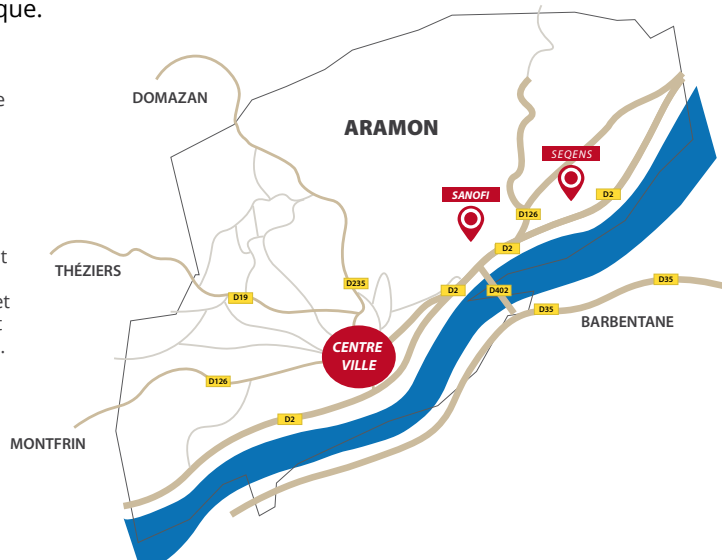 que.
e
t
et
t
.
DOMAZAN
ARAMON
SEQENS
SANOFI
D2
D126
D2
THÉZIERS
D19
D235
D2
D402
D35
D35
BARBENTANE
CENTRE
VILLE
D126
D2
MONTFRIN